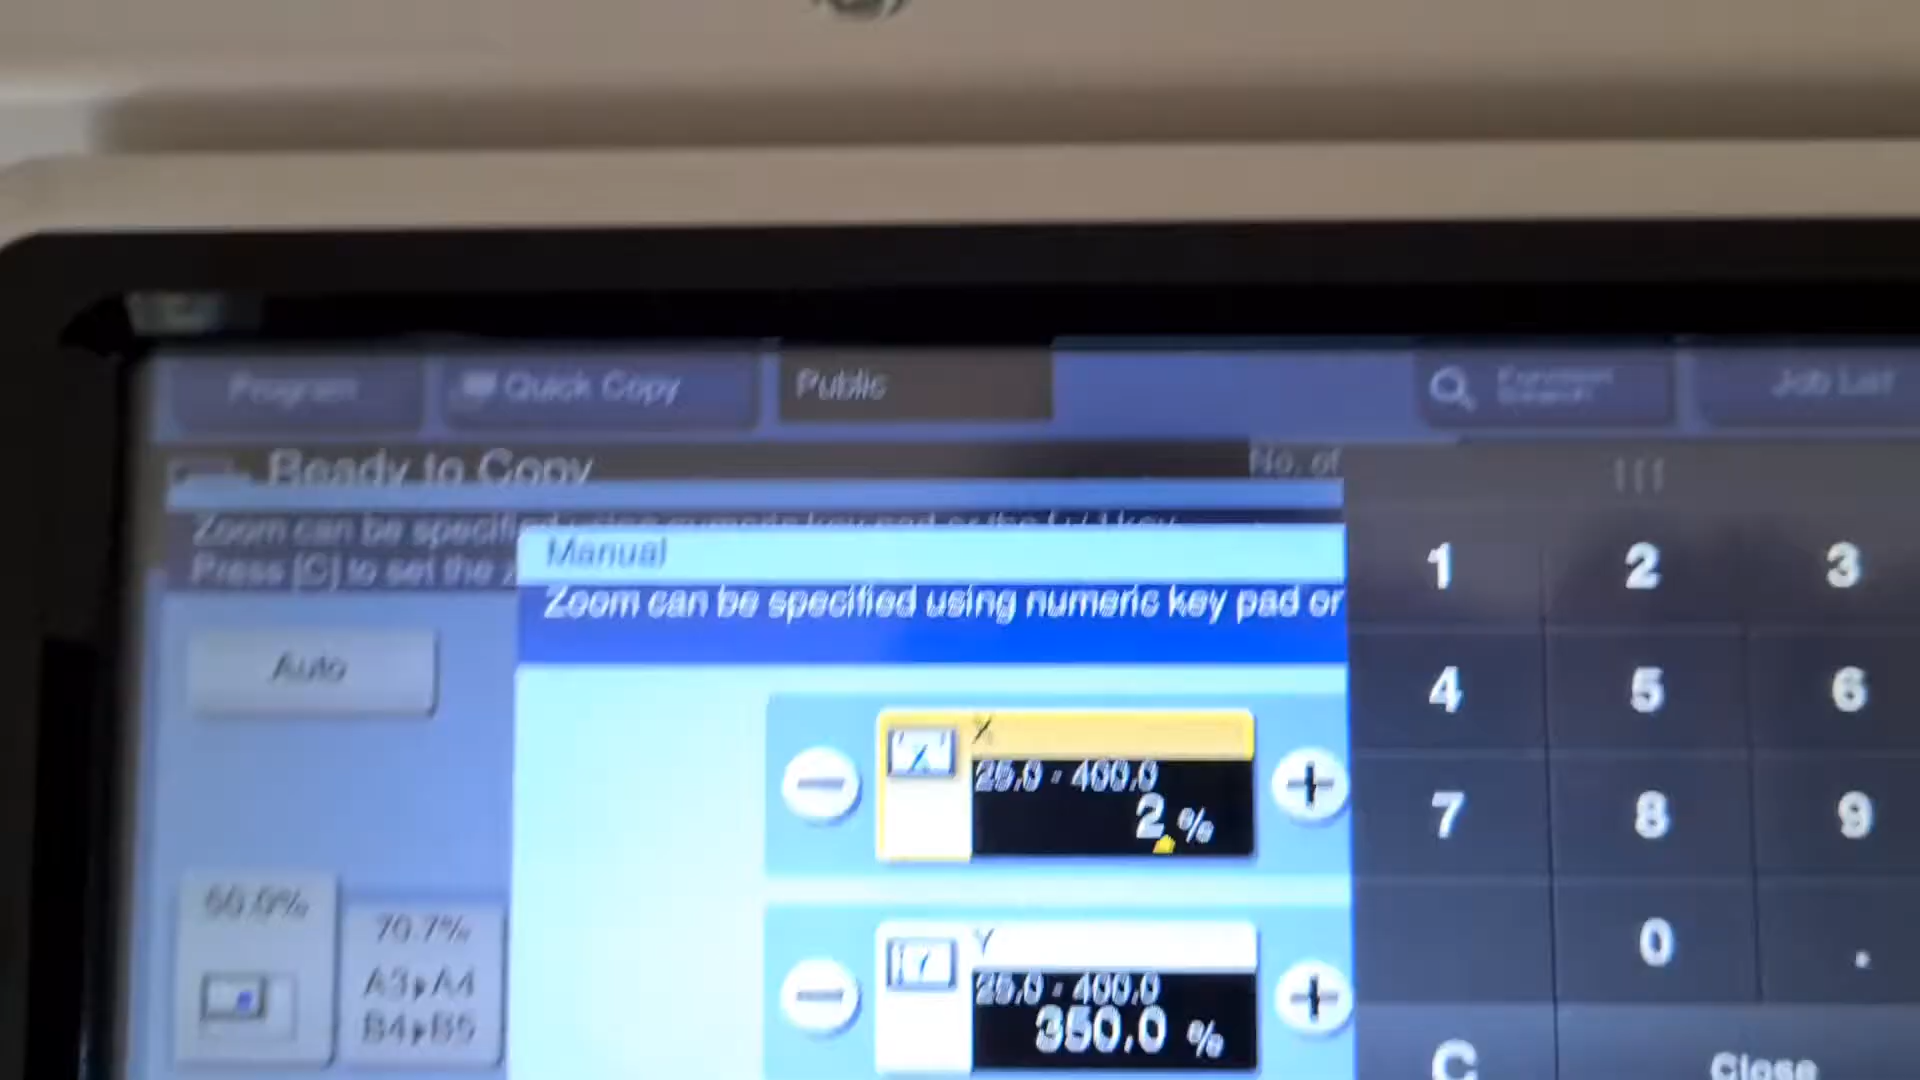 Program
Quick Copy
Public
Function
Search
Job List
Ready to Copy
No. of
Zoom can be specified using numeric key pad or the [+/-] key
Press [C] to set the
Manual
Zoom can be specified using numeric key pad or
Auto
X
25.0 - 400.0
2 %
Y
25.0 - 400.0
350.0 %
50.0%
70.7%
A3▸A4
B4▸B5
1 2 3
4 5 6
7 8 9
0 .
C Close